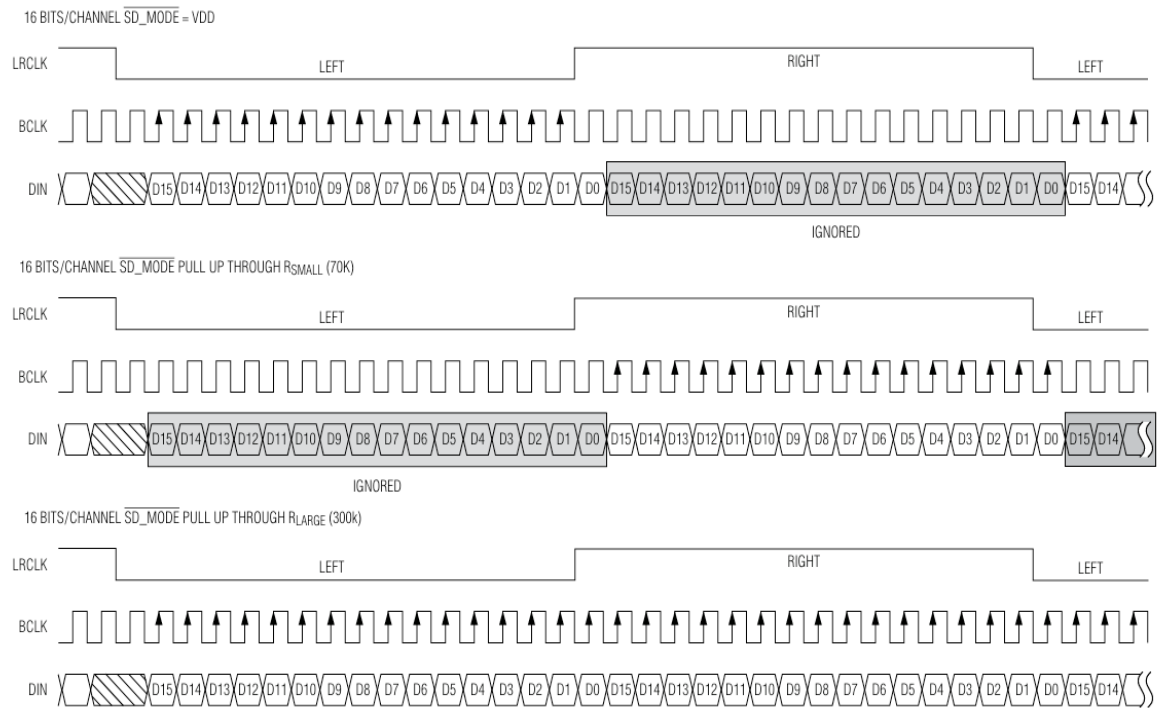 16 BITS/CHANNEL SD_MODE = VDD
LRCLK LEFT RIGHT LEFT
BCLK
DIN D15 D14 D13 D12 D11 D10 D9 D8 D7 D6 D5 D4 D3 D2 D1 D0 D15 D14 D13 D12 D11 D10 D9 D8 D7 D6 D5 D4 D3 D2 D1 D0 D15 D14
IGNORED
16 BITS/CHANNEL SD_MODE PULL UP THROUGH RSMALL (70K)
LRCLK LEFT RIGHT LEFT
BCLK
DIN D15 D14 D13 D12 D11 D10 D9 D8 D7 D6 D5 D4 D3 D2 D1 D0 D15 D14 D13 D12 D11 D10 D9 D8 D7 D6 D5 D4 D3 D2 D1 D0 D15 D14
IGNORED
16 BITS/CHANNEL SD_MODE PULL UP THROUGH RLARGE (300k)
LRCLK LEFT RIGHT LEFT
BCLK
DIN D15 D14 D13 D12 D11 D10 D9 D8 D7 D6 D5 D4 D3 D2 D1 D0 D15 D14 D13 D12 D11 D10 D9 D8 D7 D6 D5 D4 D3 D2 D1 D0 D15 D14